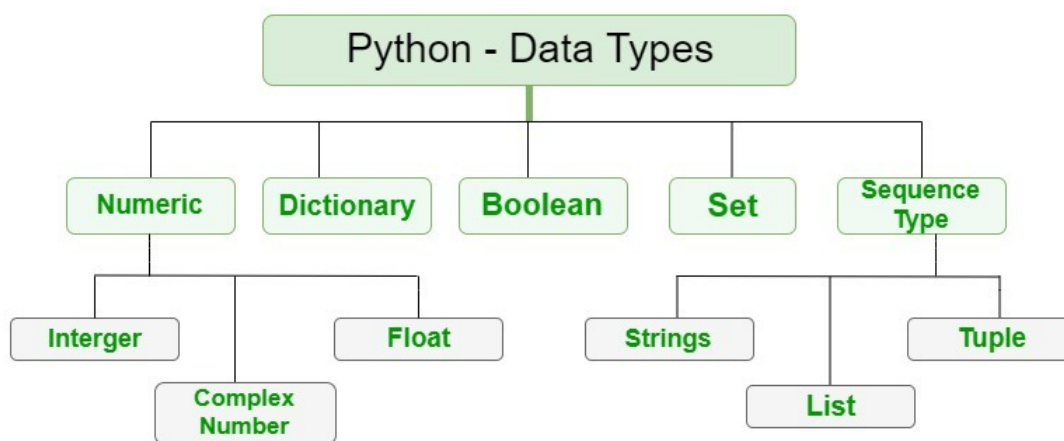 Python - Data Types
Numeric
Dictionary
Boolean
Set
Sequence
Type
Interger
Complex
Number
Float
Strings
List
Tuple